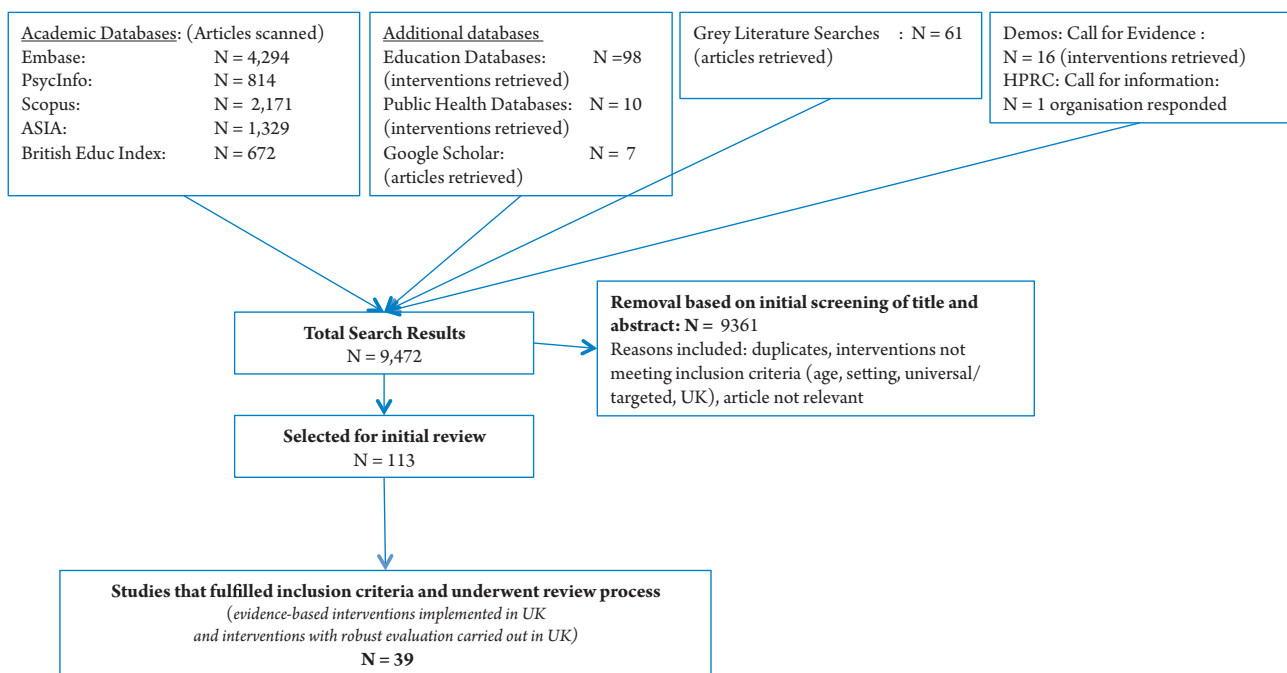 Academic Databases: (Articles scanned)
Embase: N = 4,294
PsycInfo: N = 814
Scopus: N = 2,171
ASIA: N = 1,329
British Educ Index: N = 672
Additional databases
Education Databases: N =98
(interventions retrieved)
Public Health Databases: N = 10
(interventions retrieved)
Google Scholar: N = 7
(articles retrieved)
Grey Literature Searches : N = 61
(articles retrieved)
Demos: Call for Evidence :
N = 16 (interventions retrieved)
HPRC: Call for information:
N = 1 organisation responded
Total Search Results
N = 9,472
Removal based on initial screening of title and
abstract: N = 9361
Reasons included: duplicates, interventions not
meeting inclusion criteria (age, setting, universal/
targeted, UK), article not relevant
Selected for initial review
N = 113
Studies that fulfilled inclusion criteria and underwent review process
(evidence-based interventions implemented in UK
and interventions with robust evaluation carried out in UK)
N = 39